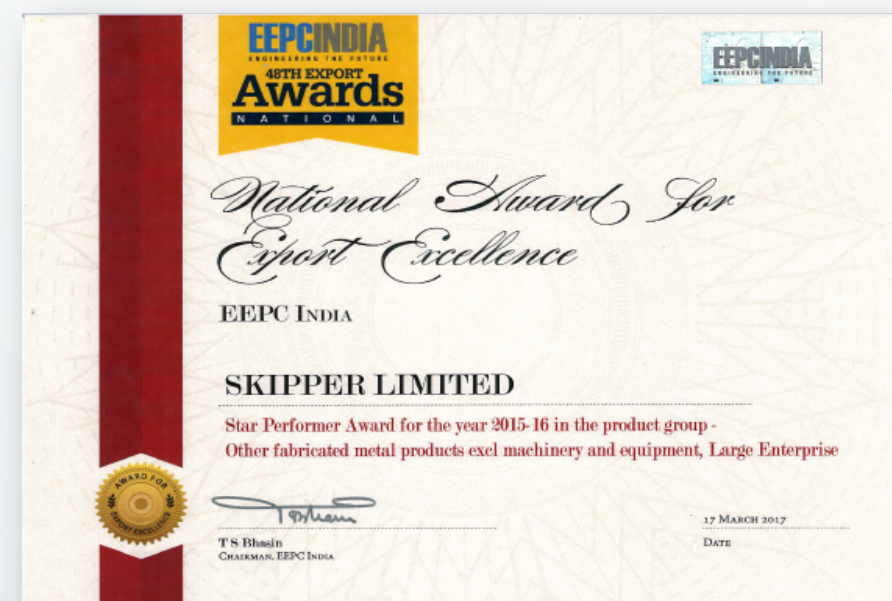 EEPCINDIA
ENGINEERING THE FUTURE
48TH EXPORT
Awards
NATIONAL
EEPCINDIA
ENGINEERING THE FUTURE
National Award for
Export Excellence
EEPC INDIA
SKIPPER LIMITED
Star Performer Award for the year 2015-16 in the product group -
Other fabricated metal products excl machinery and equipment, Large Enterprise
AWARD FOR
EXPORT EXCELLENCE
T S Bhasin
CHAIRMAN, EEPC INDIA
17 MARCH 2017
DATE